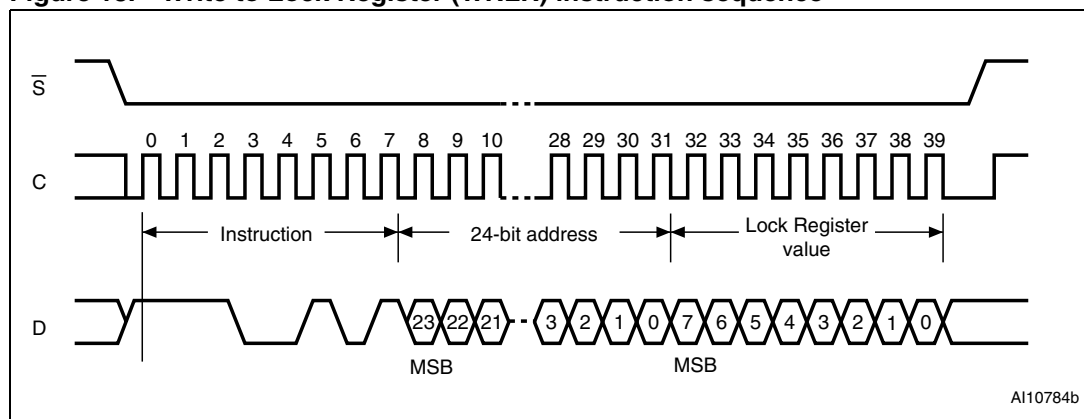 Figure 18. Write to Lock Register (WRLR) instruction sequence
S
0 1 2 3 4 5 6 7 8 9 10 28 29 30 31 32 33 34 35 36 37 38 39
C
Instruction 24-bit address Lock Register
value
D 23 22 21 3 2 1 0 7 6 5 4 3 2 1 0
MSB MSB
AI10784b